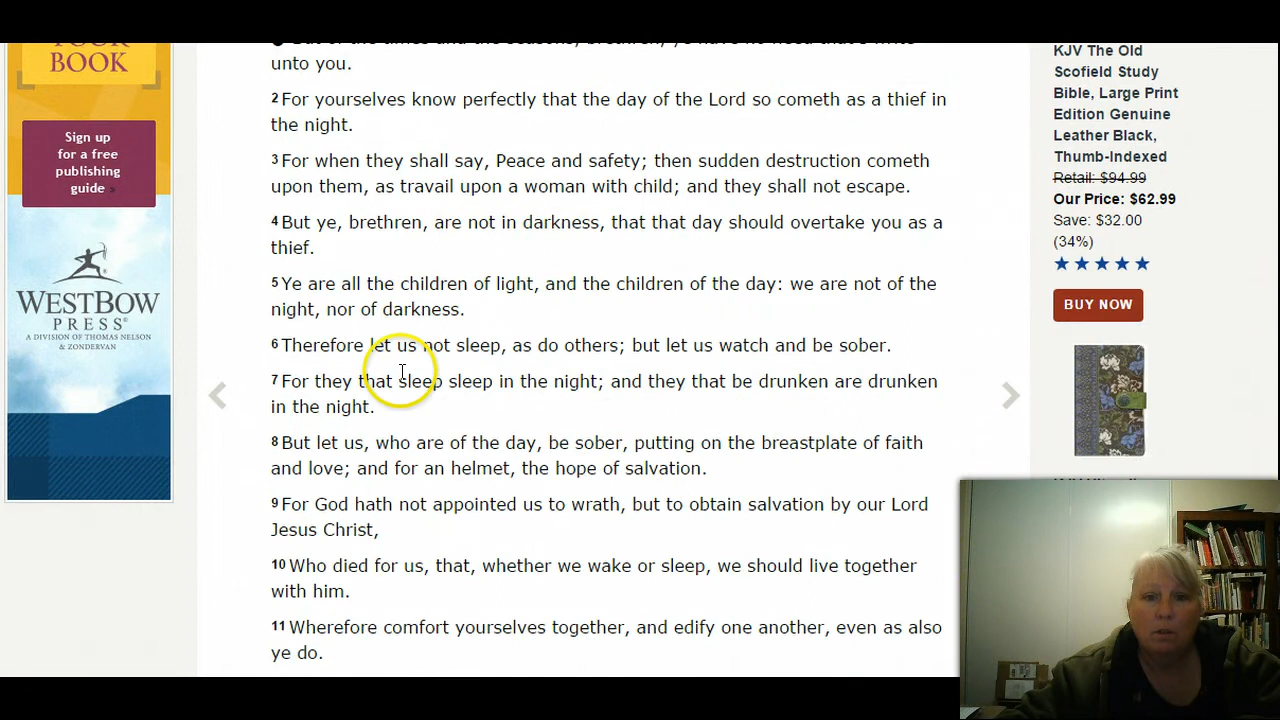 YOUR
BOOK
Sign up
for a free
publishing
guide »
WESTBOW
PRESS®
A DIVISION OF THOMAS NELSON
& ZONDERVAN
unto you.
2 For yourselves know perfectly that the day of the Lord so cometh as a thief in
the night.
3 For when they shall say, Peace and safety; then sudden destruction cometh
upon them, as travail upon a woman with child; and they shall not escape.
4 But ye, brethren, are not in darkness, that that day should overtake you as a
thief.
5 Ye are all the children of light, and the children of the day: we are not of the
night, nor of darkness.
6 Therefore let us not sleep, as do others; but let us watch and be sober.
7 For they that sleep sleep in the night; and they that be drunken are drunken
in the night.
8 But let us, who are of the day, be sober, putting on the breastplate of faith
and love; and for an helmet, the hope of salvation.
9 For God hath not appointed us to wrath, but to obtain salvation by our Lord
Jesus Christ,
10 Who died for us, that, whether we wake or sleep, we should live together
with him.
11 Wherefore comfort yourselves together, and edify one another, even as also
ye do.
KJV The Old
Scofield Study
Bible, Large Print
Edition Genuine
Leather Black,
Thumb-Indexed
Retail: $94.99
Our Price: $62.99
Save: $32.00
(34%)
BUY NOW